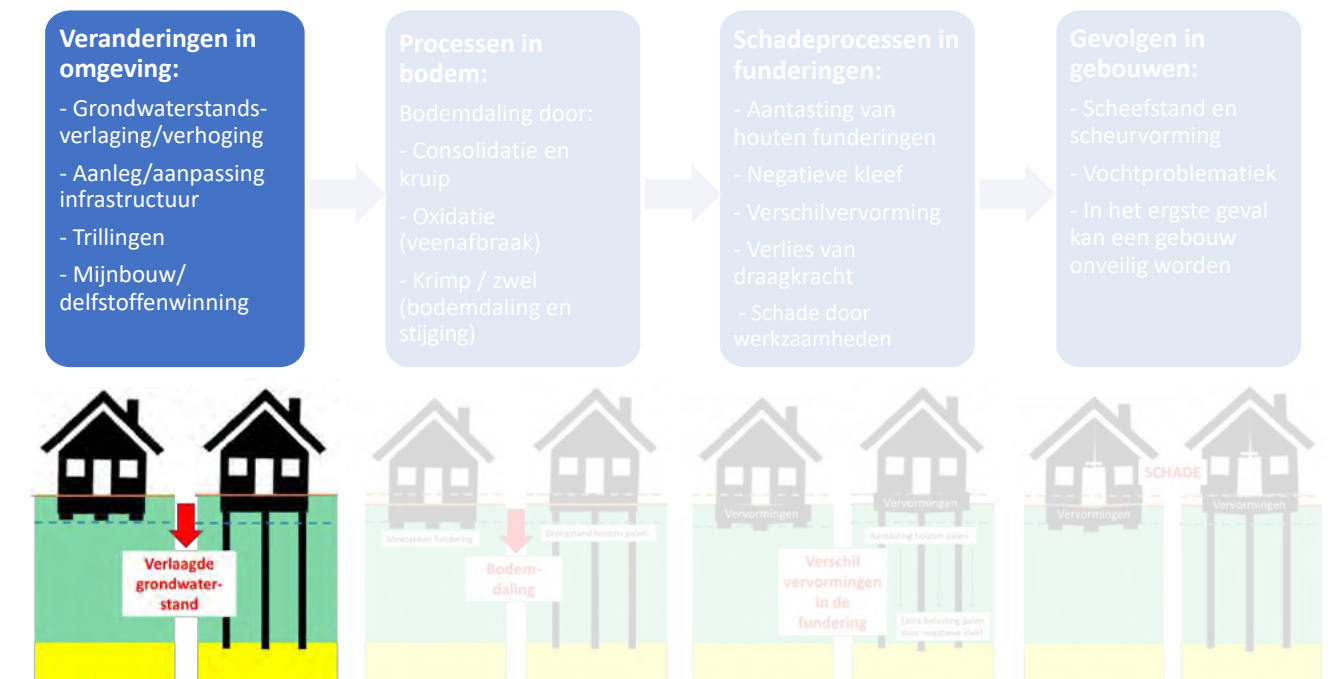 Veranderingen in
omgeving:
- Grondwaterstands-
verlaging/verhoging
- Aanleg/aanpassing
infrastructuur
- Trillingen
- Mijnbouw/
delfstoffenwinning
Processen in
bodem:
Bodemdaling door:
- Consolidatie en
kruip
- Oxidatie
(veenafbraak)
- Krimp / zwel
(bodemdaling en
stijging)
Schadeprocessen in
funderingen:
- Aantasting van
houten funderingen
- Negatieve kleef
- Verschilvervorming
- Verlies van
draagkracht
- Schade door
werkzaamheden
Gevolgen in
gebouwen:
- Scheefstand en
scheurvorming
- Vochtproblematiek
- In het ergste geval
kan een gebouw
onveilig worden
Verlaagde
grondwater-
stand
Meezakken fundering
Droogstand houten palen
Bodem-
daling
Vervormingen
Vervormingen
Aantasting houten palen
Verschil
vervormingen
in de
fundering
Extra belasting palen
door negatieve kleef
SCHADE
Vervormingen
Vervormingen